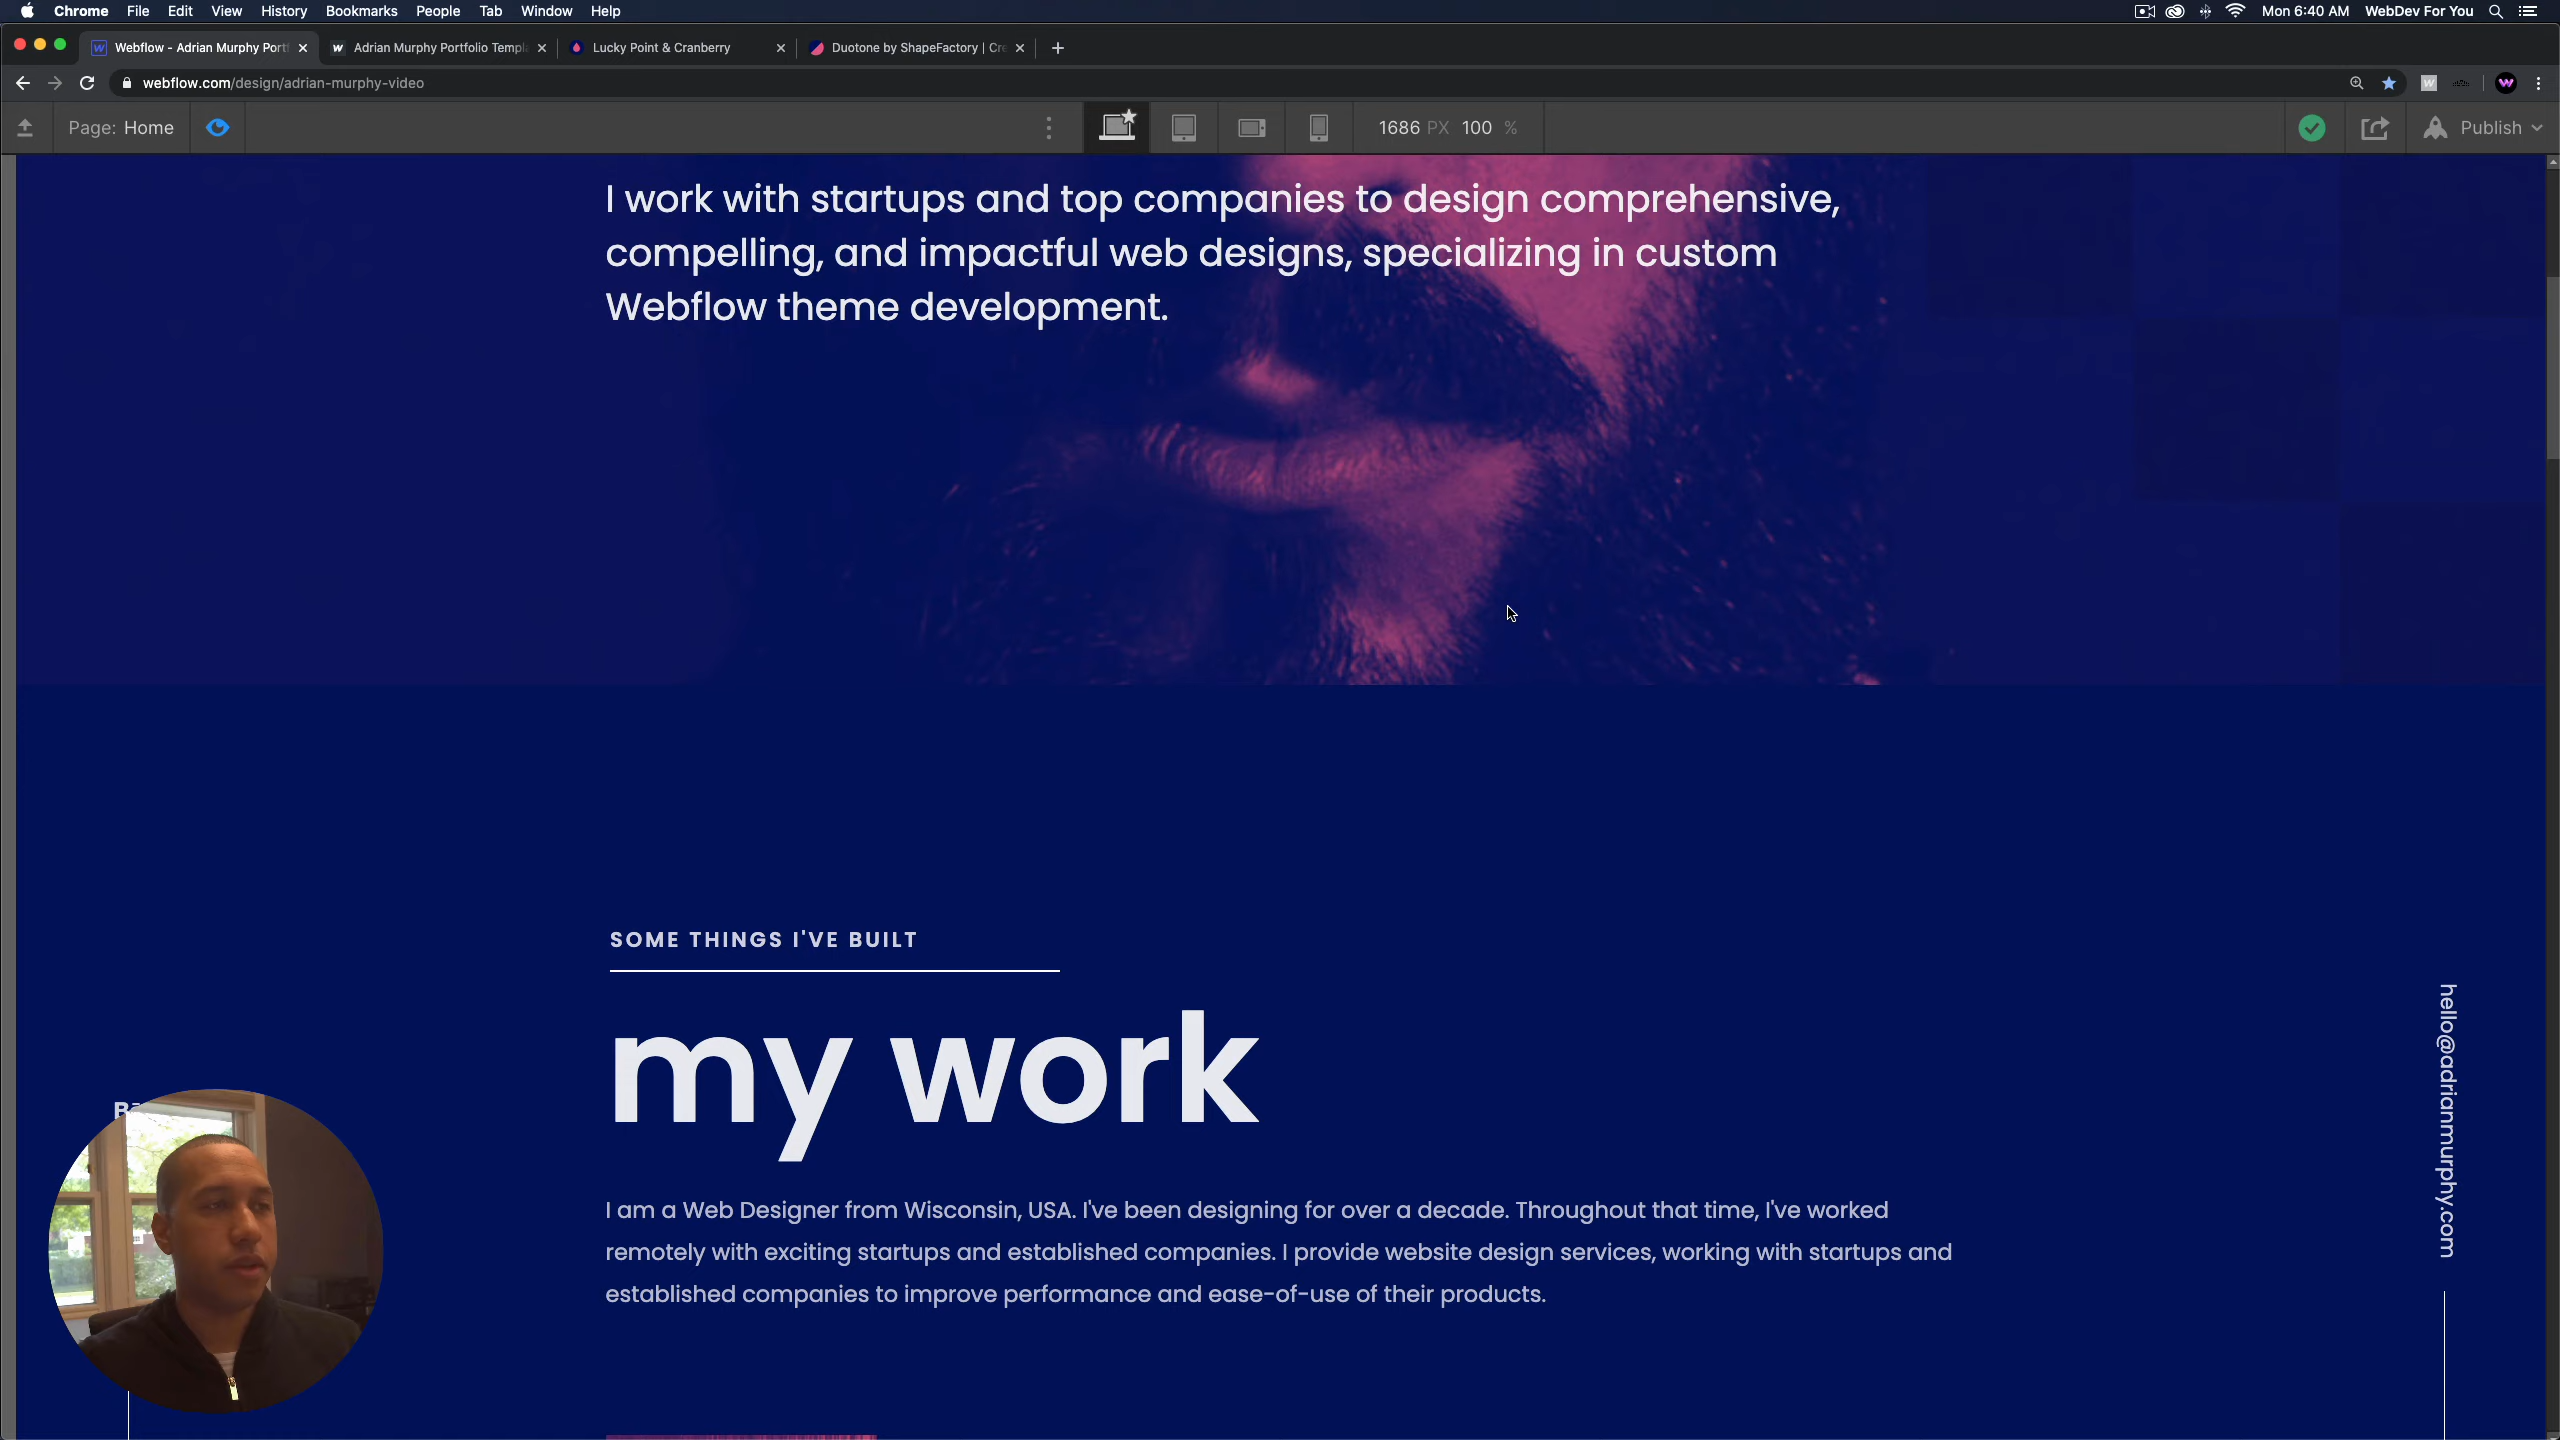 Chrome File Edit View History Bookmarks People Tab Window Help Mon 6:40 AM WebDev For You
Webflow - Adrian Murphy Port Adrian Murphy Portfolio Templ Lucky Point & Cranberry Duotone by ShapeFactory | Cre
webflow.com/design/adrian-murphy-video
Page: Home 1686 PX 100 % Publish
I work with startups and top companies to design comprehensive,
compelling, and impactful web designs, specializing in custom
Webflow theme development.
SOME THINGS I'VE BUILT
my work
I am a Web Designer from Wisconsin, USA. I've been designing for over a decade. Throughout that time, I've worked
remotely with exciting startups and established companies. I provide website design services, working with startups and
established companies to improve performance and ease-of-use of their products.
hello@adrianmurphy.com